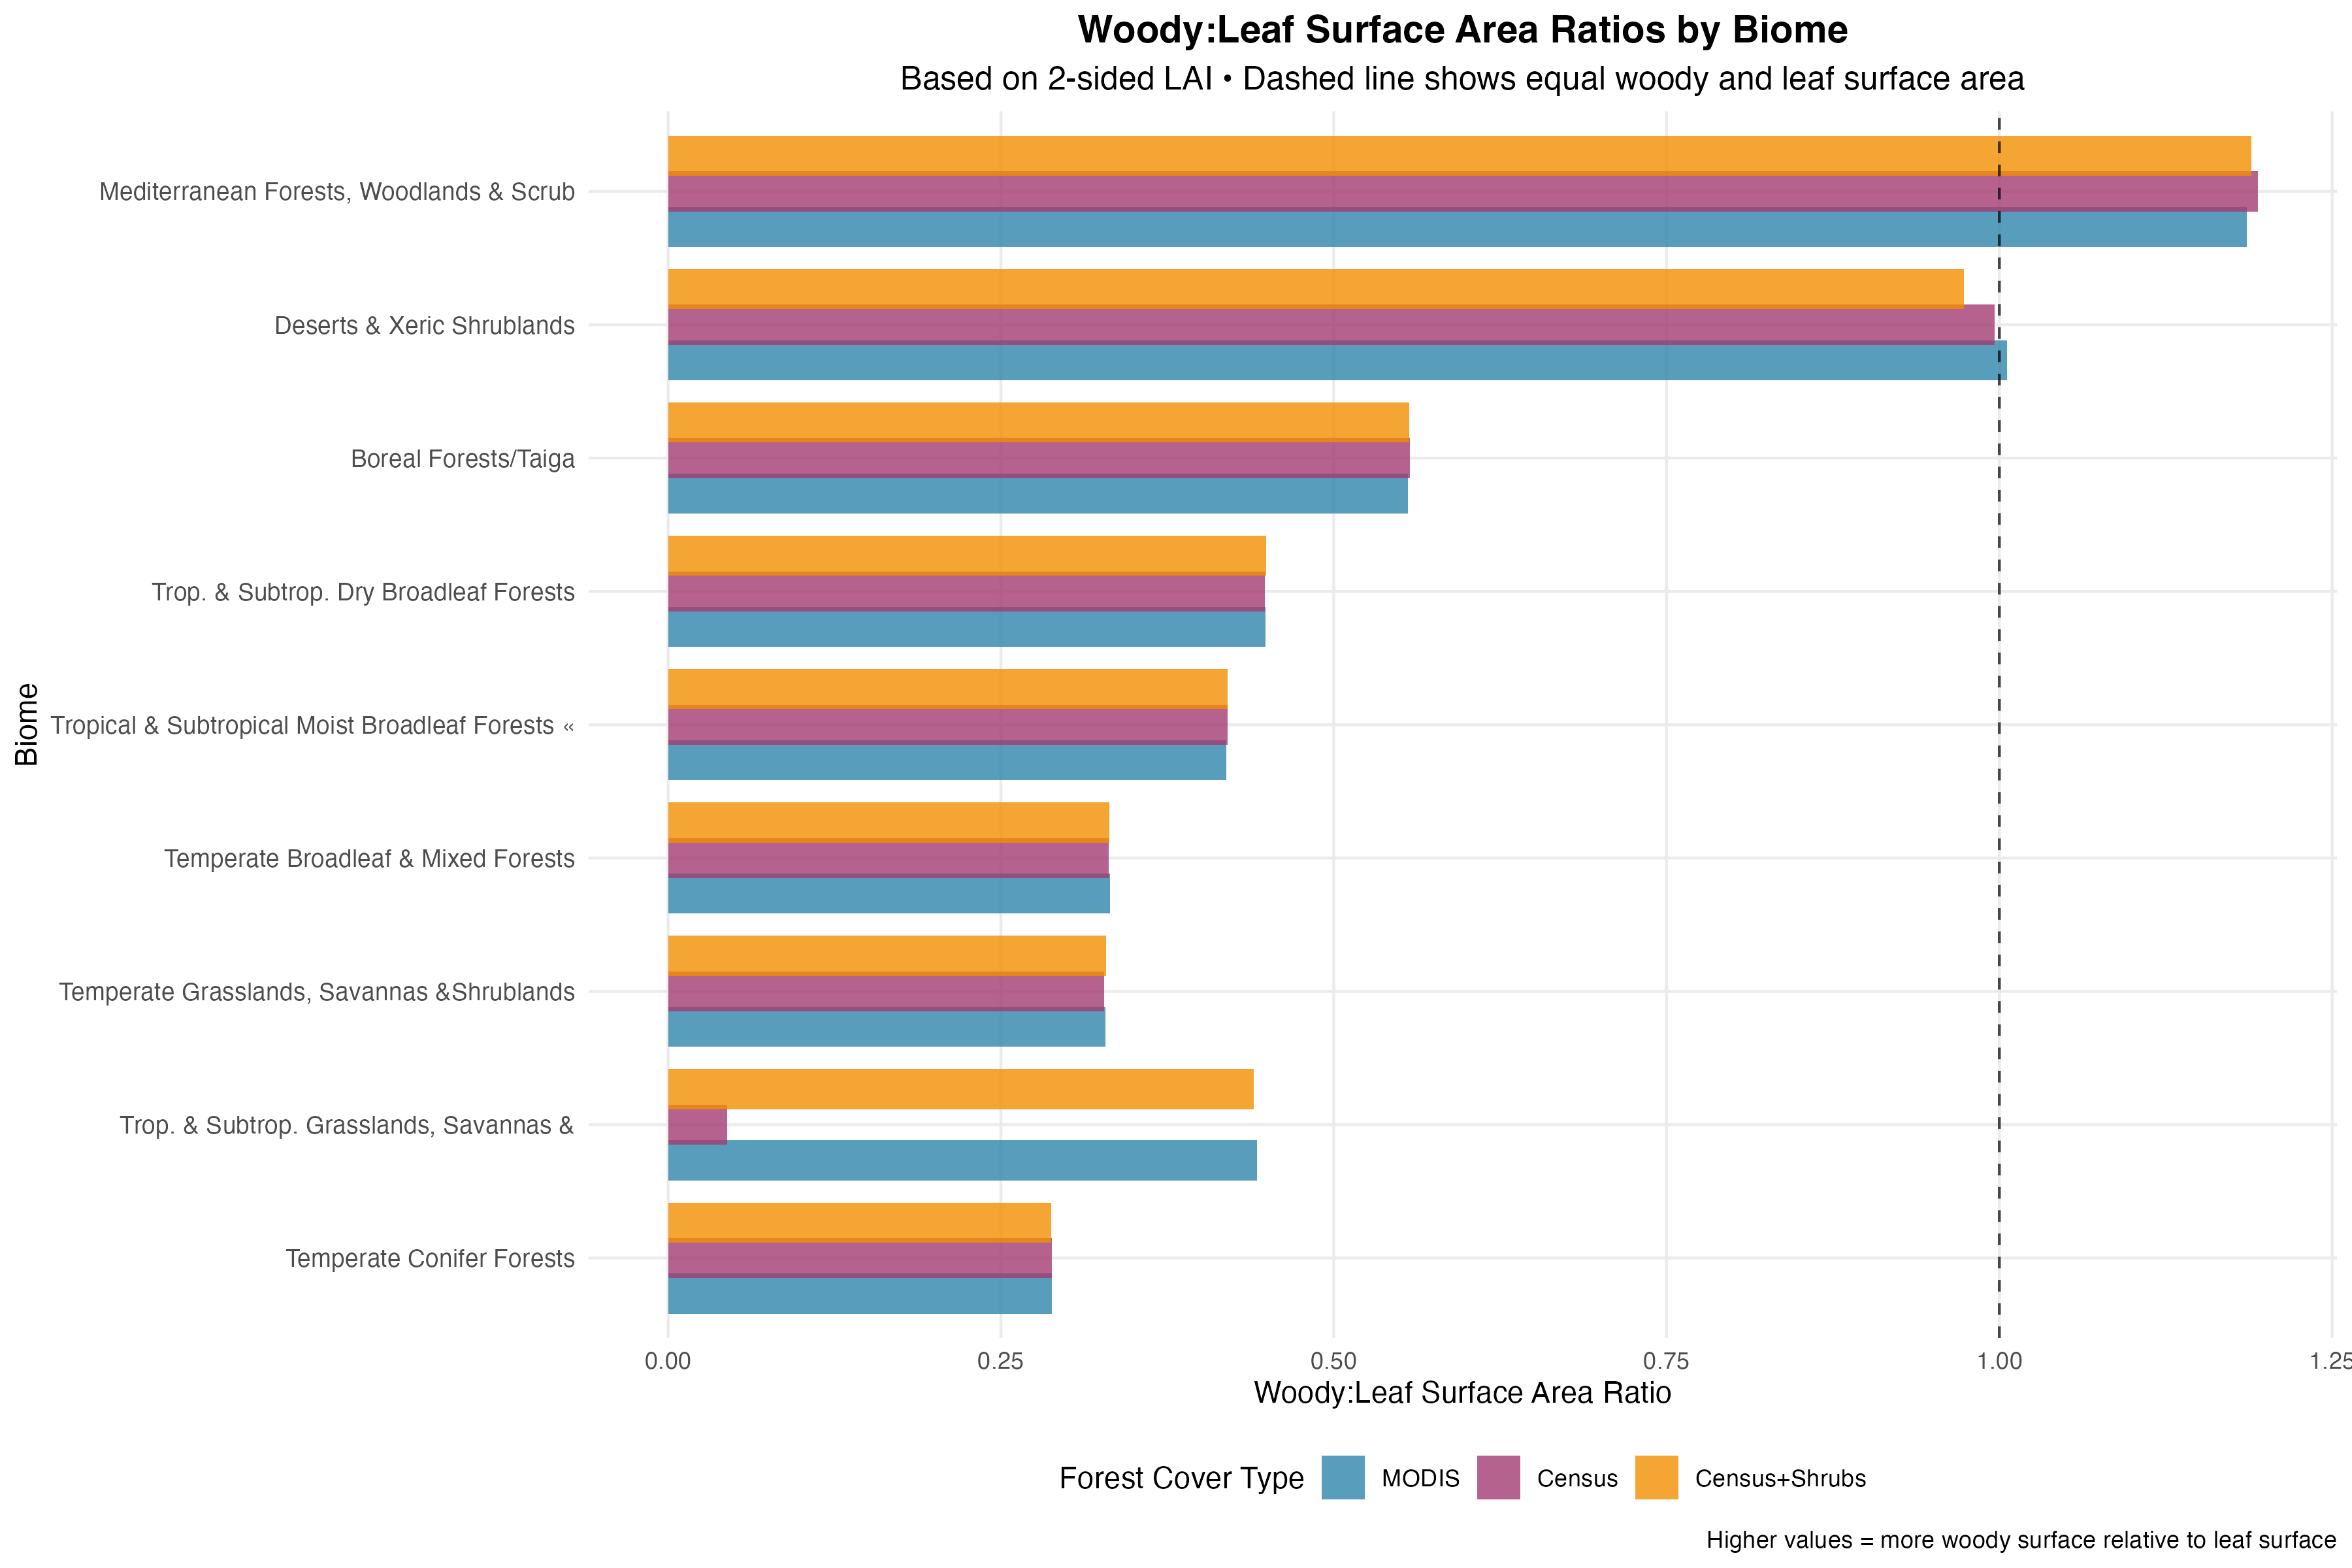 Woody:Leaf Surface Area Ratios by Biome
Based on 2-sided LAI • Dashed line shows equal woody and leaf surface area
Biome
Mediterranean Forests, Woodlands & Scrub
Deserts & Xeric Shrublands
Boreal Forests/Taiga
Trop. & Subtrop. Dry Broadleaf Forests
Tropical & Subtropical Moist Broadleaf Forests «
Temperate Broadleaf & Mixed Forests
Temperate Grasslands, Savannas &Shrublands
Trop. & Subtrop. Grasslands, Savannas &
Temperate Conifer Forests
0.00 0.25 0.50 0.75 1.00 1.25
Woody:Leaf Surface Area Ratio
Forest Cover Type MODIS Census Census+Shrubs
Higher values = more woody surface relative to leaf surface